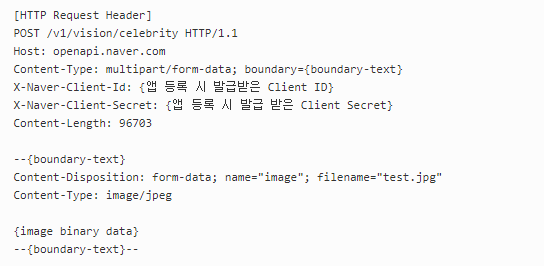 [HTTP Request Header]
POST /v1/vision/celebrity HTTP/1.1
Host: openapi.naver.com
Content-Type: multipart/form-data; boundary={boundary-text}
X-Naver-Client-Id: {앱 등록 시 발급받은 Client ID}
X-Naver-Client-Secret: {앱 등록 시 발급 받은 Client Secret}
Content-Length: 96703

--{boundary-text}
Content-Disposition: form-data; name="image"; filename="test.jpg"
Content-Type: image/jpeg

{image binary data}
--{boundary-text}--